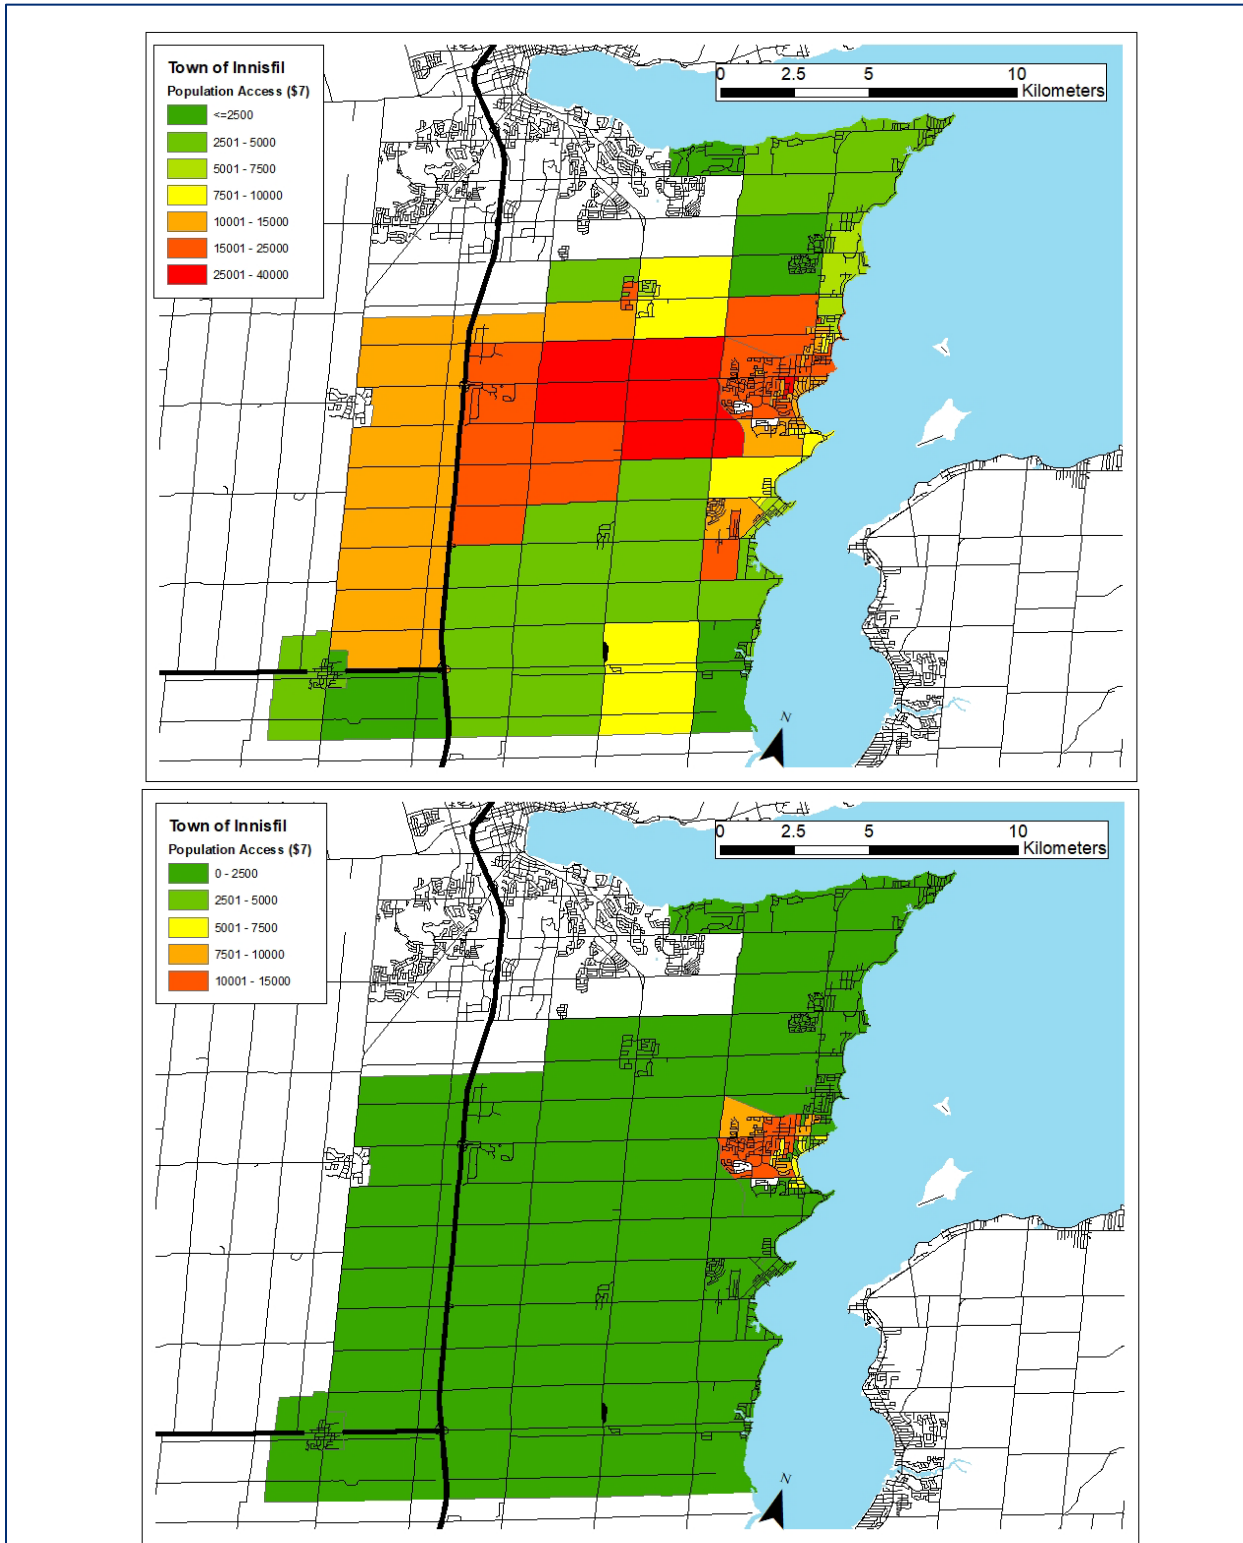 Town of Innisfil
Population Access ($7)
<=2500
2501 - 5000
5001 - 7500
7501 - 10000
10001 - 15000
15001 - 25000
25001 - 40000
0 2.5 5 10
Kilometers
N
Town of Innisfil
Population Access ($7)
0 - 2500
2501 - 5000
5001 - 7500
7501 - 10000
10001 - 15000
0 2.5 5 10
Kilometers
N